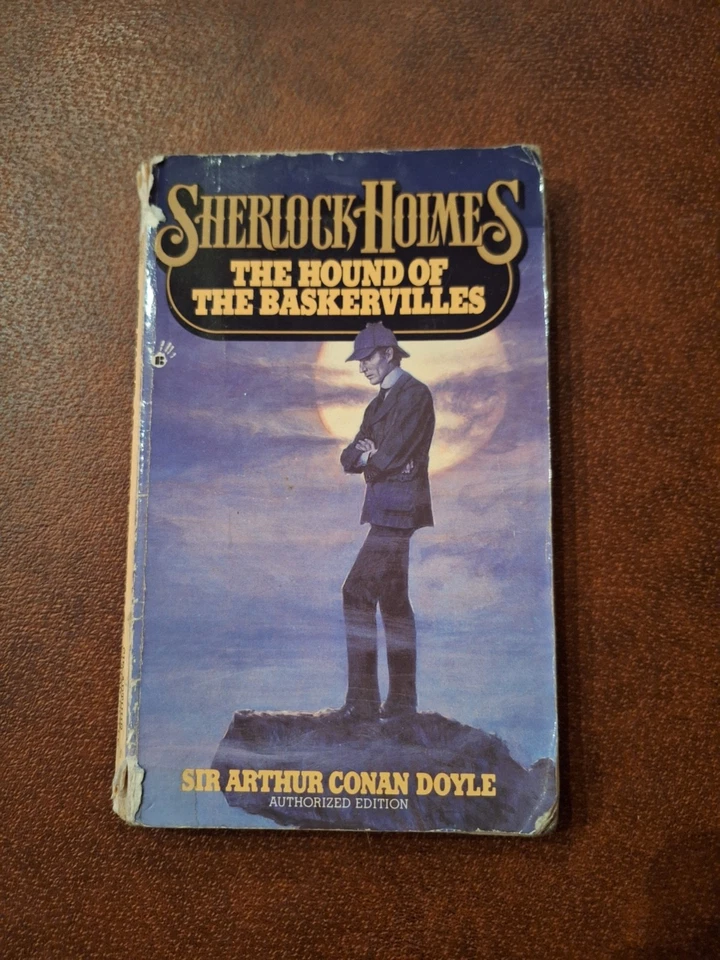 SHERLOCK HOLMES
THE HOUND OF
THE BASKERVILLES
SIR ARTHUR CONAN DOYLE
AUTHORIZED EDITION